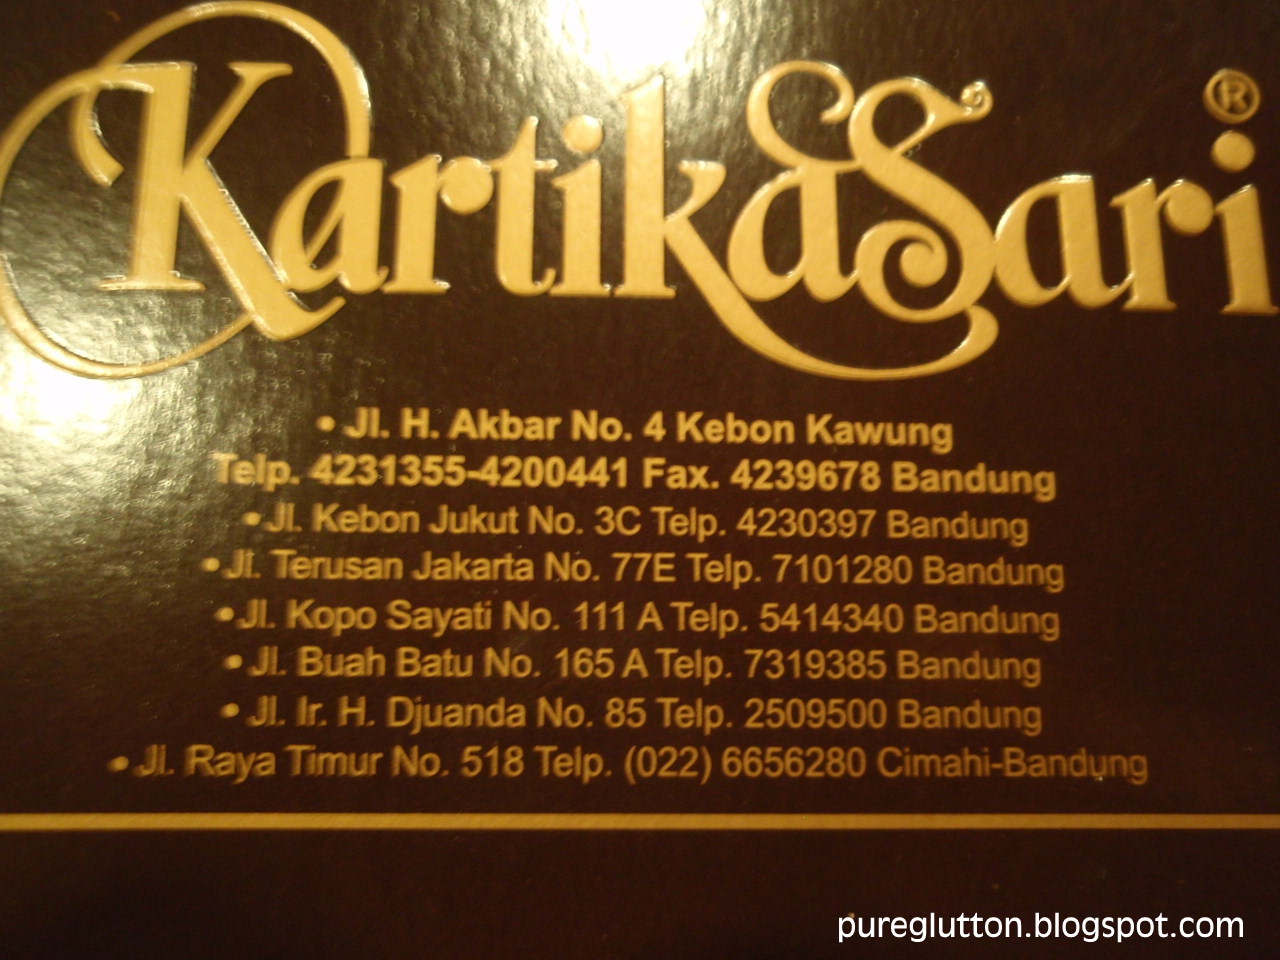 KartikaSari®
• Jl. H. Akbar No. 4 Kebon Kawung
Telp. 4231355-4200441 Fax. 4239678 Bandung
• Jl. Kebon Jukut No. 3C Telp. 4230397 Bandung
• Jl. Terusan Jakarta No. 77E Telp. 7101280 Bandung
• Jl. Kopo Sayati No. 111 A Telp. 5414340 Bandung
• Jl. Buah Batu No. 165 A Telp. 7319385 Bandung
• Jl. Ir. H. Djuanda No. 85 Telp. 2509500 Bandung
• Jl. Raya Timur No. 518 Telp. (022) 6656280 Cimahi-Bandung
pureglutton.blogspot.com